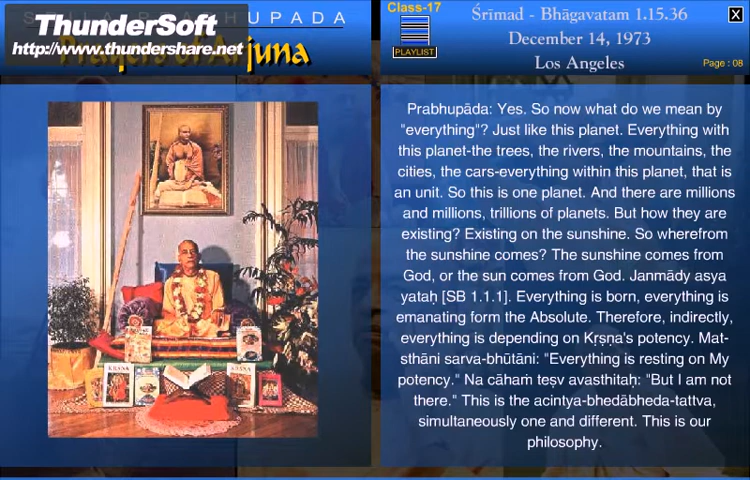 PRABHUPADA
ThunderSoft
http://www.thundershare.net
Prayers of Arjuna
Class-17
PLAYLIST
Śrīmad - Bhāgavatam 1.15.36
December 14, 1973
Los Angeles
X
Page : 08
Prabhupāda: Yes. So now what do we mean by
"everything"? Just like this planet. Everything with
this planet-the trees, the rivers, the mountains, the
cities, the cars-everything within this planet, that is
an unit. So this is one planet. And there are millions
and millions, trillions of planets. But how they are
existing? Existing on the sunshine. So wherefrom
the sunshine comes? The sunshine comes from
God, or the sun comes from God. Janmādy asya
yataḥ [SB 1.1.1]. Everything is born, everything is
emanating form the Absolute. Therefore, indirectly,
everything is depending on Kṛṣṇa's potency. Mat-
sthāni sarva-bhūtāni: "Everything is resting on My
potency." Na cāhaṁ teṣv avasthitaḥ: "But I am not
there." This is the acintya-bhedābheda-tattva,
simultaneously one and different. This is our
philosophy.
KṚṢṆA